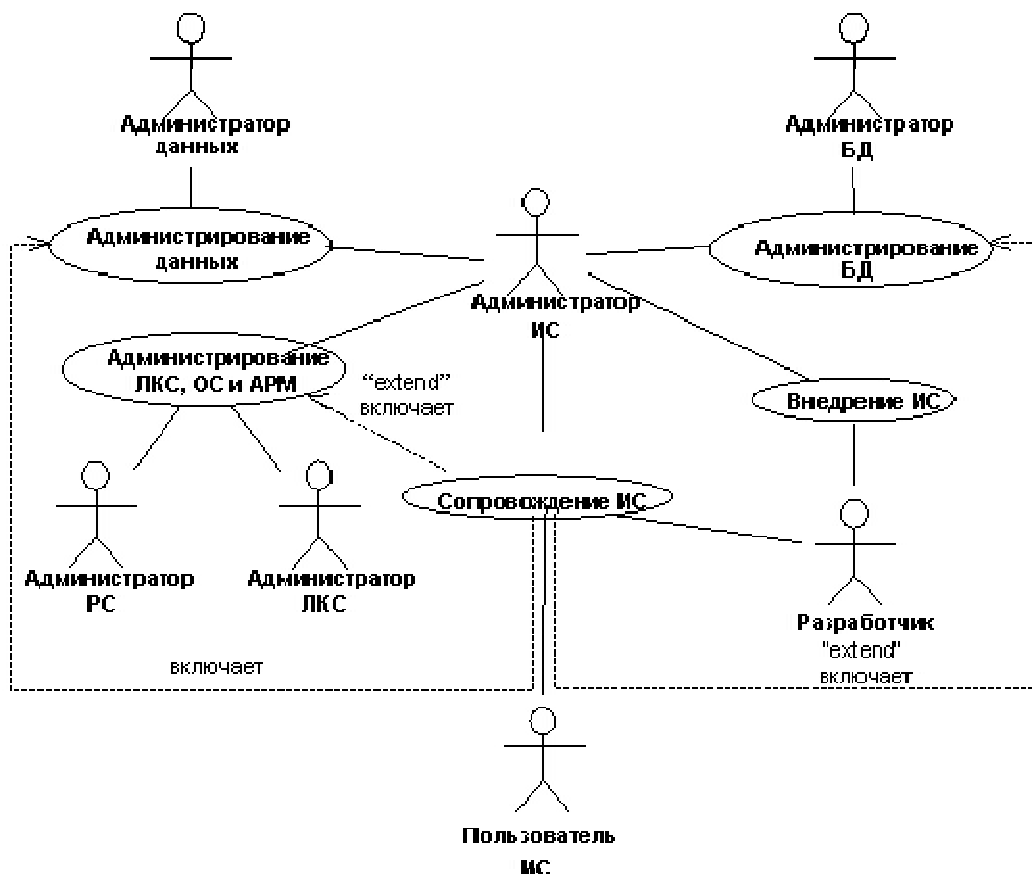 Администратор
данных
Администратор
БД
Администрирование
данных
Администрирование
БД
Администратор
ИС
Администрирование
ЛКС, ОС и АРМ
“extend”
включает
Внедрение ИС
Сопровождение ИС
Администратор
РС
Администратор
ЛКС
Разработчик
"extend"
включает
включает
Пользователь
ИС